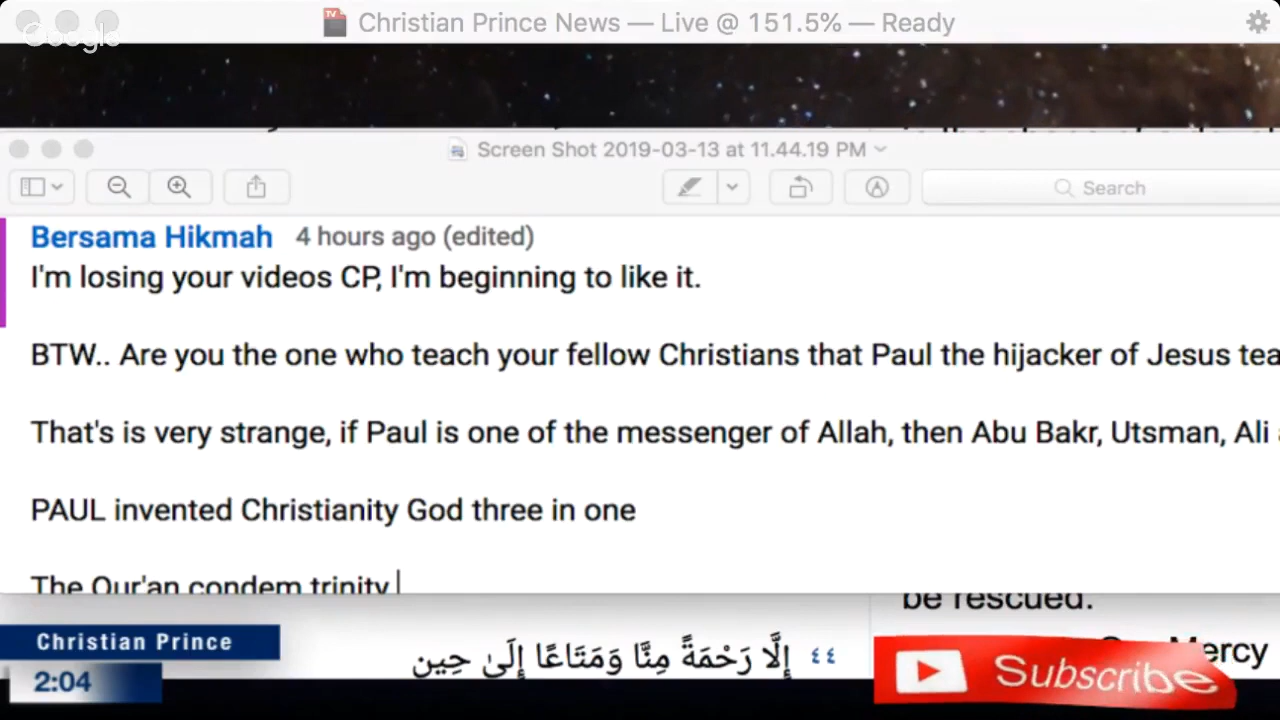 Google
Christian Prince News — Live @ 151.5% — Ready
Screen Shot 2019-03-13 at 11.44.19 PM
Search
Bersama Hikmah 4 hours ago (edited)
I'm losing your videos CP, I'm beginning to like it.
BTW.. Are you the one who teach your fellow Christians that Paul the hijacker of Jesus tea
That's is very strange, if Paul is one of the messenger of Allah, then Abu Bakr, Utsman, Ali
PAUL invented Christianity God three in one
The Qur'an condem trinity
be rescued.
Mercy
إِلَّا رَحْمَةً مِنَّا وَمَتَاعًا إِلَىٰ حِينٍ ٤٤
Christian Prince
2:04
Subscribe